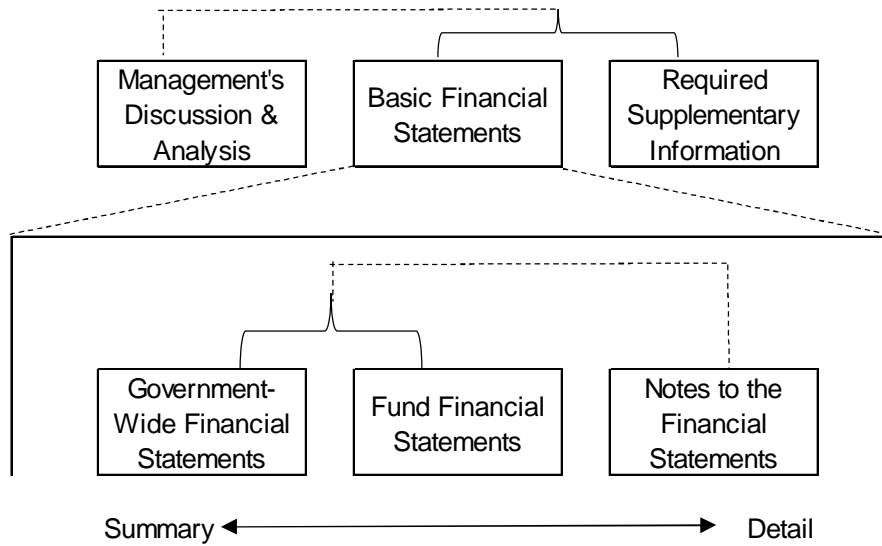 Management's
Discussion &
Analysis
Basic Financial
Statements
Required
Supplementary
Information
Government-
Wide Financial
Statements
Fund Financial
Statements
Notes to the
Financial
Statements
Summary
Detail